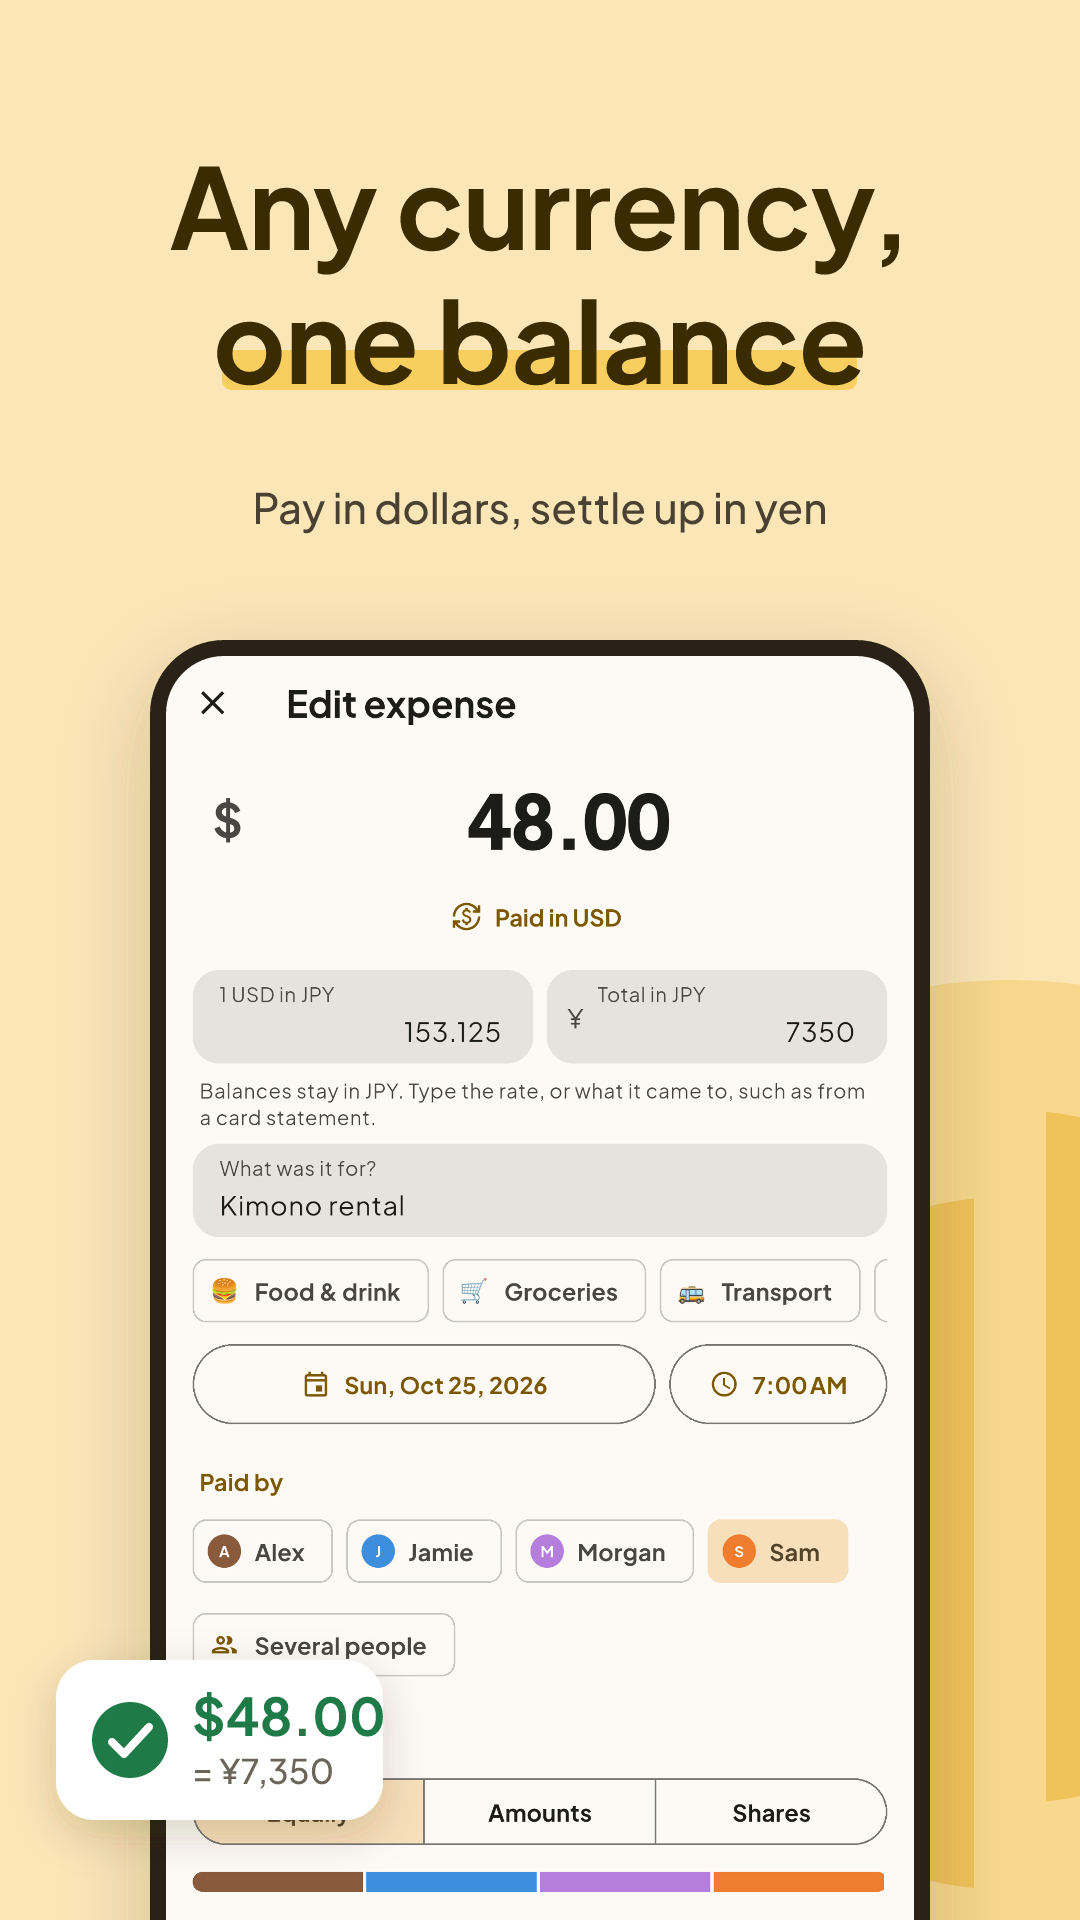 Any currency,
one balance
Pay in dollars, settle up in yen
Edit expense
$ 48.00
Paid in USD
1 USD in JPY
153.125
Total in JPY
¥ 7350
Balances stay in JPY. Type the rate, or what it came to, such as from
a card statement.
What was it for?
Kimono rental
Food & drink
Groceries
Transport
Sun, Oct 25, 2026
7:00 AM
Paid by
A Alex
J Jamie
M Morgan
S Sam
Several people
$48.00
= ¥7,350
Equally
Amounts
Shares